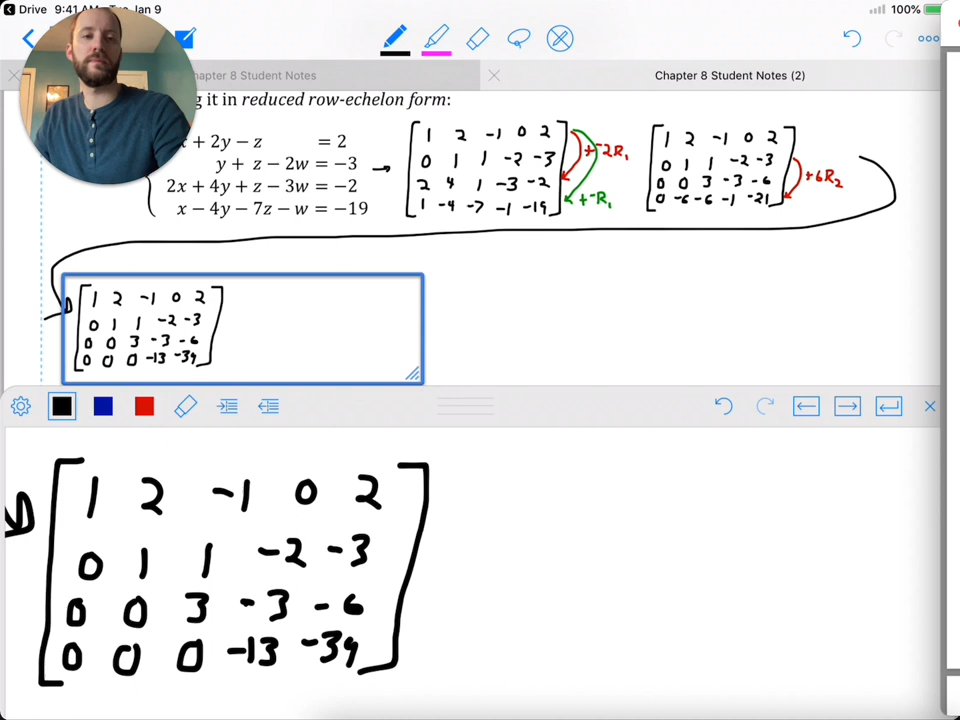 Drive 9:41 AM Tue Jan 9 100%
hapter 8 Student Notes
Chapter 8 Student Notes (2)
g it in reduced row-echelon form:
+ 2y − z = 2
y + z − 2w = −3
2x + 4y + z − 3w = −2
x − 4y − 7z − w = −19
→
1 2 -1 0 2
0 1 1 -2 -3
2 4 1 -3 -2
1 -4 -7 -1 -19
+-2R₁
+-R₁
1 2 -1 0 2
0 1 1 -2 -3
0 0 3 -3 -6
0 -6 -6 -1 -21
+6R₂
1 2 -1 0 2
0 1 1 -2 -3
0 0 3 -3 -6
0 0 0 -13 -39
1 2 -1 0 2
0 1 1 -2 -3
0 0 3 -3 -6
0 0 0 -13 -39